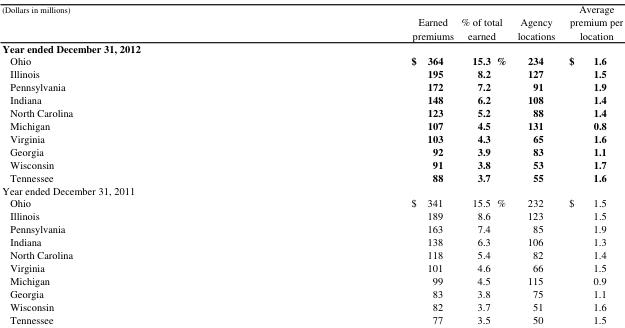 (Dollars in millions) Earned premiums % of total earned Agency locations Average premium per location
Year ended December 31, 2012
Ohio $ 364 15.3 % 234 $ 1.6
Illinois 195 8.2 127 1.5
Pennsylvania 172 7.2 91 1.9
Indiana 148 6.2 108 1.4
North Carolina 123 5.2 88 1.4
Michigan 107 4.5 131 0.8
Virginia 103 4.3 65 1.6
Georgia 92 3.9 83 1.1
Wisconsin 91 3.8 53 1.7
Tennessee 88 3.7 55 1.6
Year ended December 31, 2011
Ohio $ 341 15.5 % 232 $ 1.5
Illinois 189 8.6 123 1.5
Pennsylvania 163 7.4 85 1.9
Indiana 138 6.3 106 1.3
North Carolina 118 5.4 82 1.4
Virginia 101 4.6 66 1.5
Michigan 99 4.5 115 0.9
Georgia 83 3.8 75 1.1
Wisconsin 82 3.7 51 1.6
Tennessee 77 3.5 50 1.5